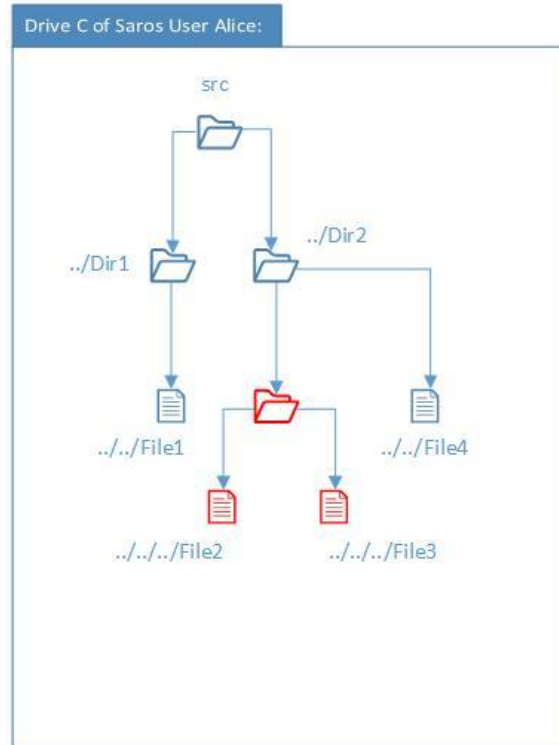 Drive C of Saros User Alice:
src
../Dir2
../Dir1
../../File1
../../File4
../../../File2
../../../File3